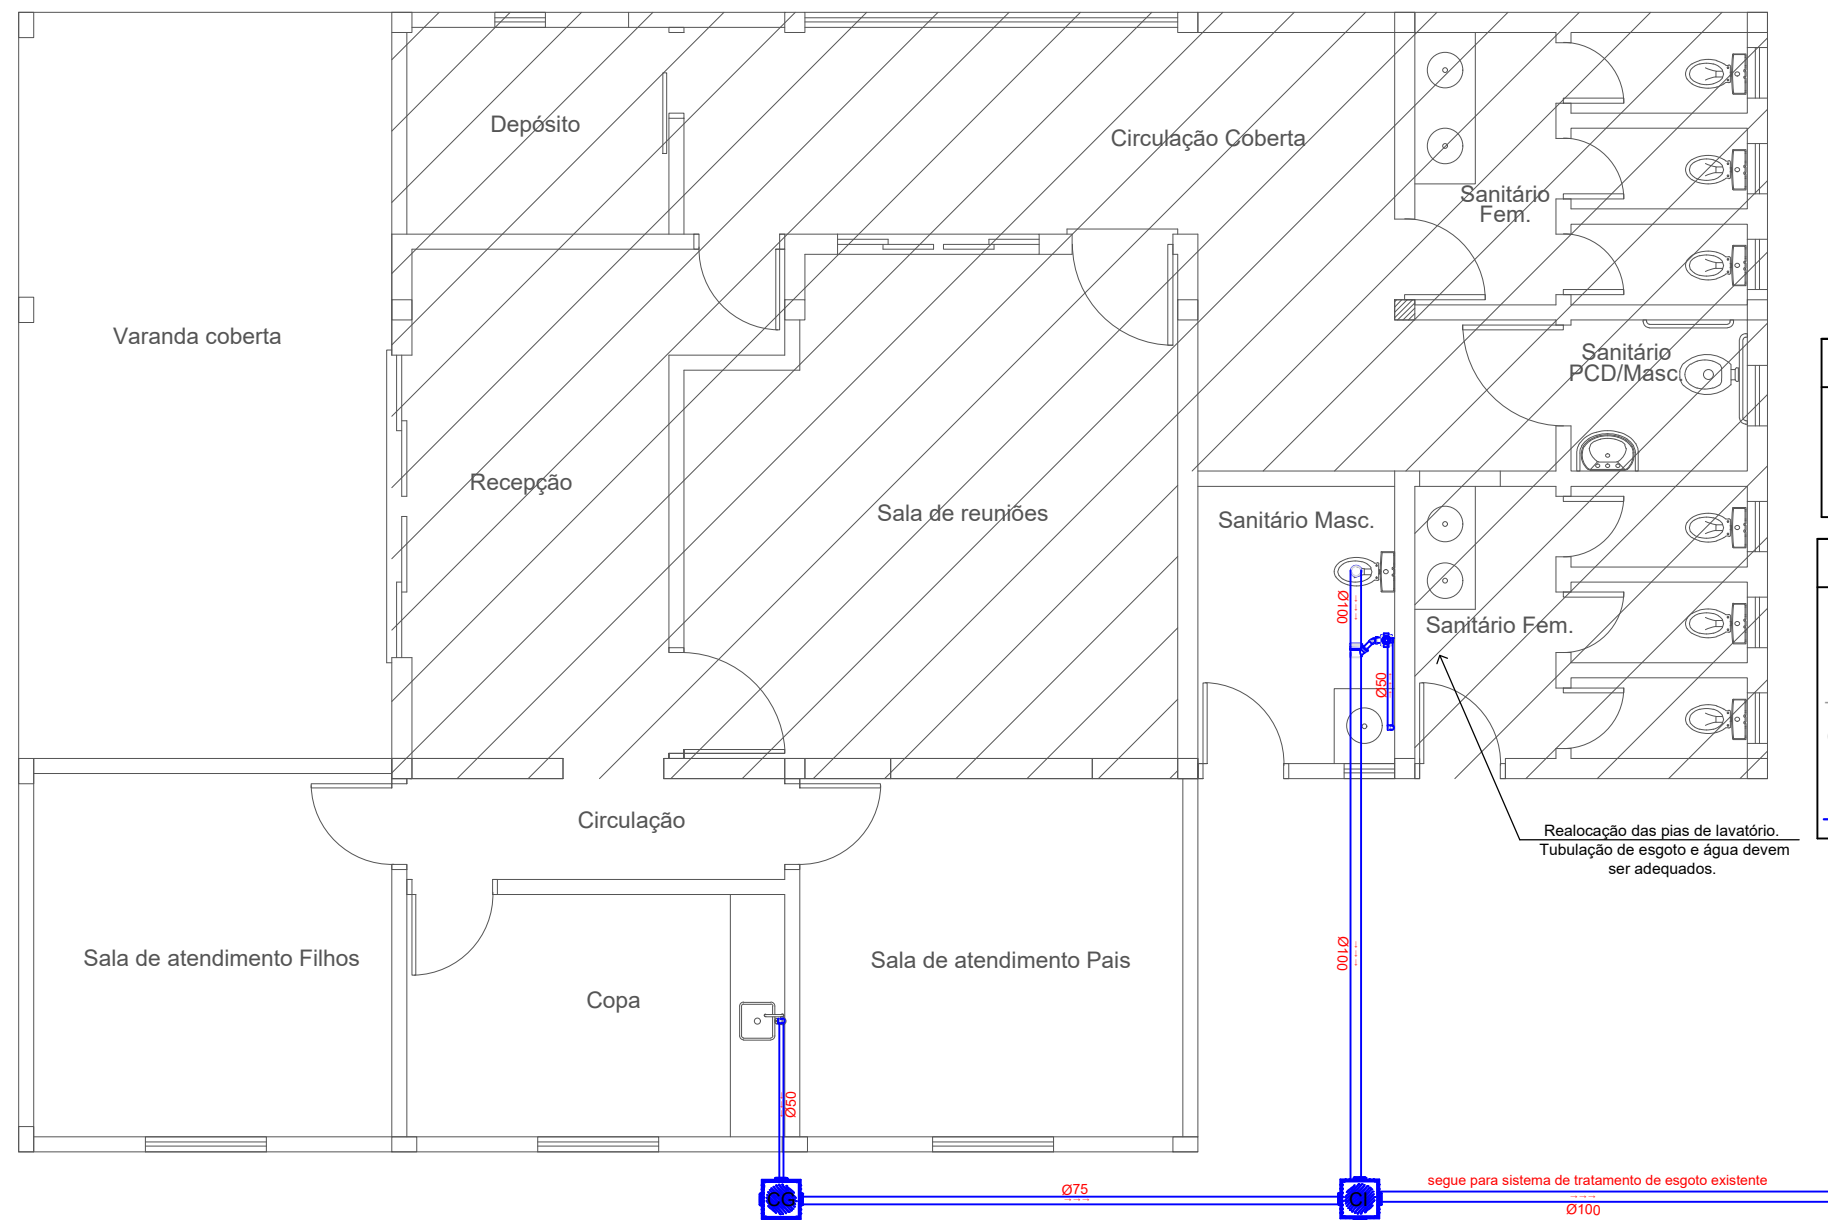 Depósito
Circulação Coberta
Sanitário
Fem.
Varanda coberta
Sanitário
PCD/Masc.
Recepção
Sala de reuniões
Sanitário Masc.
Ø100
Sanitário Fem.
Ø50
Circulação
Realocação das pias de lavatório.
Tubulação de esgoto e água devem
ser adequados.
Sala de atendimento Filhos
Sala de atendimento Pais
Ø100
Copa
Ø50
segue para sistema de tratamento de esgoto existente
Ø75
CG
CI
Ø100